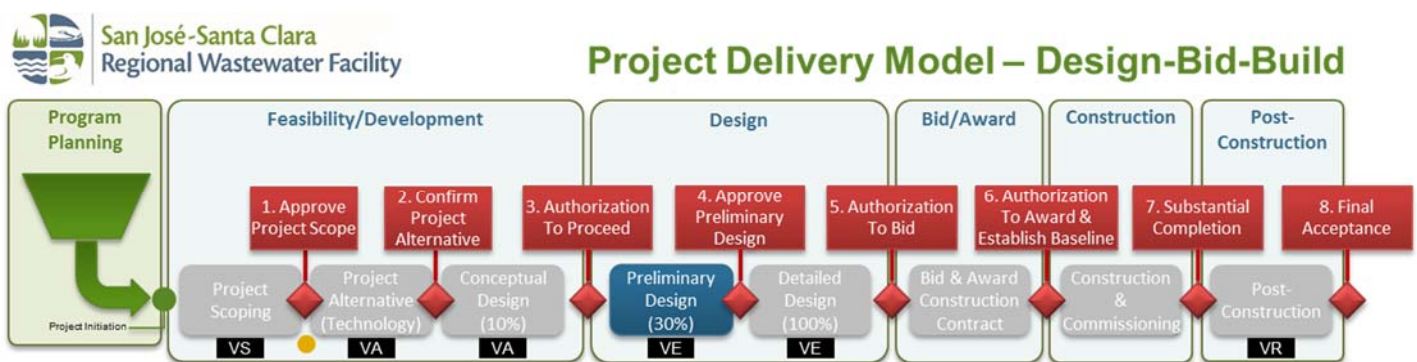 San José-Santa Clara
Regional Wastewater Facility
Project Delivery Model – Design-Bid-Build
Program
Planning
Feasibility/Development
Design
Bid/Award
Construction
Post-
Construction
1. Approve
Project Scope
2. Confirm
Project
Alternative
3. Authorization
To Proceed
4. Approve
Preliminary
Design
5. Authorization
To Bid
6. Authorization
To Award &
Establish Baseline
7. Substantial
Completion
8. Final
Acceptance
Project Initiation
Project
Scoping
Project
Alternative
(Technology)
Conceptual
Design
(10%)
Preliminary
Design
(30%)
Detailed
Design
(100%)
Bid & Award
Construction
Contract
Construction
&
Commissioning
Post-
Construction
VS
VA
VA
VE
VE
VR